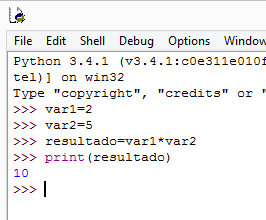 File Edit Shell Debug Options Window
Python 3.4.1 (v3.4.1:c0e311e010f
tel)] on win32
Type "copyright", "credits" or "
>>> var1=2
>>> var2=5
>>> resultado=var1*var2
>>> print(resultado)
10
>>>